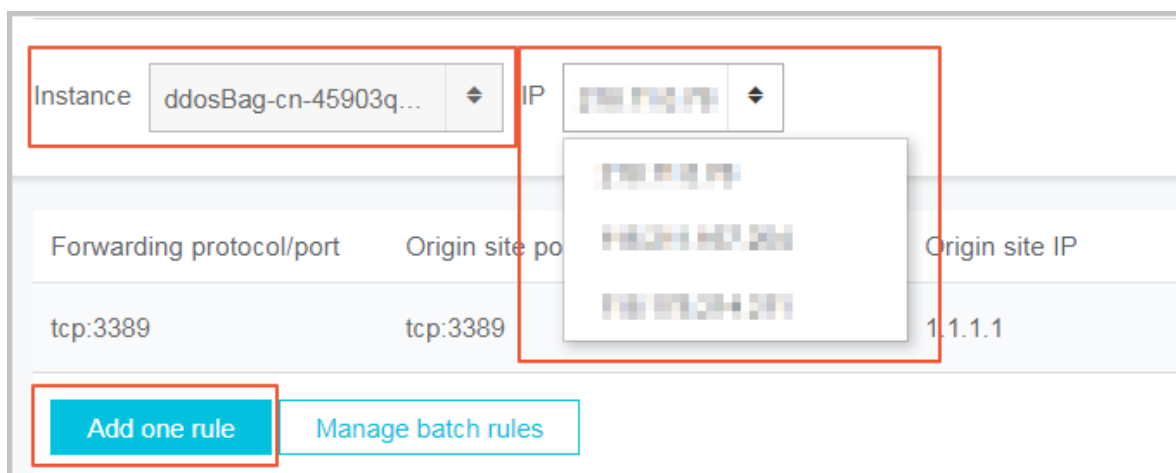 Instance ddosBag-cn-45903q... IP
Forwarding protocol/port Origin site po Origin site IP
tcp:3389 tcp:3389 1.1.1.1
Add one rule Manage batch rules